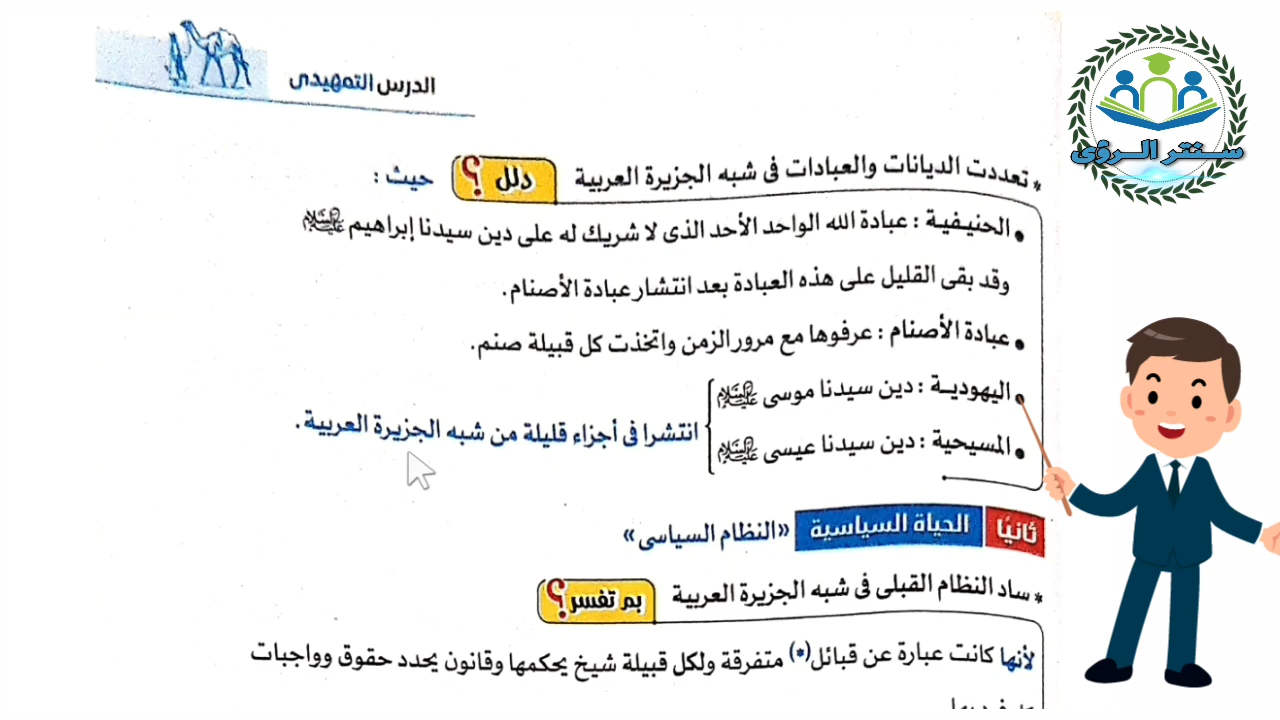 الدرس التمهيدى
سنتر الرؤى
* تعددت الديانات والعبادات فى شبه الجزيرة العربية دلل ؟ حيث :
• الحنيفية : عبادة الله الواحد الأحد الذى لا شريك له على دين سيدنا إبراهيم عليه السلام
وقد بقى القليل على هذه العبادة بعد انتشار عبادة الأصنام.
• عبادة الأصنام : عرفوها مع مرور الزمن واتخذت كل قبيلة صنم.
• اليهودية : دين سيدنا موسى عليه السلام
• المسيحية : دين سيدنا عيسى عليه السلام
انتشرا فى أجزاء قليلة من شبه الجزيرة العربية.
ثانيًا الحياة السياسية «النظام السياسى»
* ساد النظام القبلى فى شبه الجزيرة العربية بم تفسر ؟
لأنها كانت عبارة عن قبائل(*) متفرقة ولكل قبيلة شيخ يحكمها وقانون يحدد حقوق وواجبات